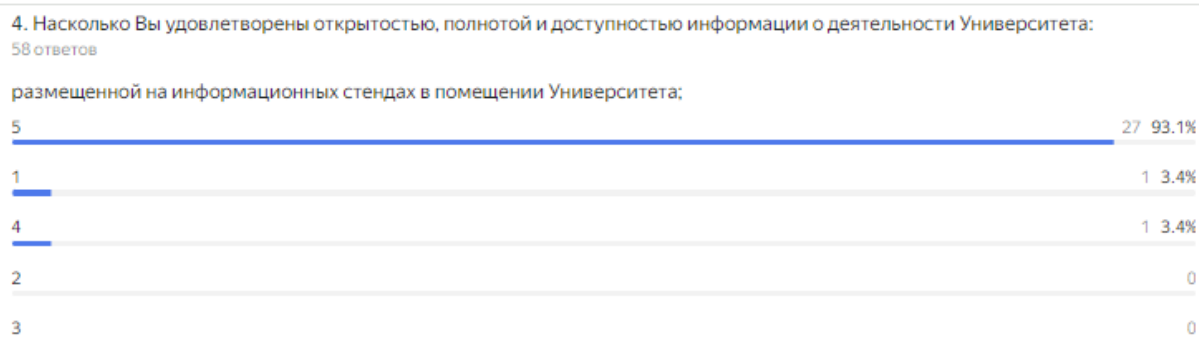 4. Насколько Вы удовлетворены открытостью, полнотой и доступностью информации о деятельности Университета:
58 ответов
размещенной на информационных стендах в помещении Университета;
5 27 93.1%
1 1 3.4%
4 1 3.4%
2 0
3 0